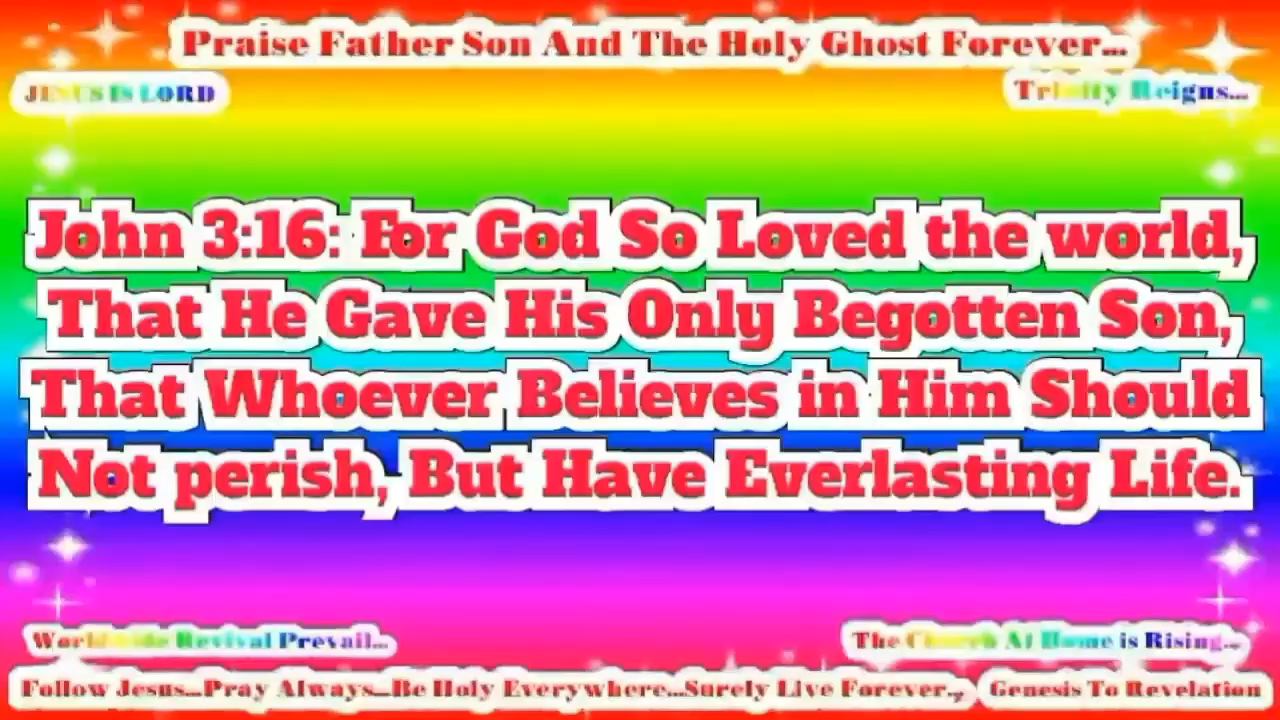 Praise Father Son And The Holy Ghost Forever...
JESUS IS LORD
Trinity Reigns...
John 3:16: For God So Loved the world,
That He Gave His Only Begotten Son,
That Whoever Believes in Him Should
Not perish, But Have Everlasting Life.
Worldwide Revival Prevail...
The Church At Home is Rising...
Follow Jesus...Pray Always...Be Holy Everywhere...Surely Live Forever..,
Genesis To Revelation